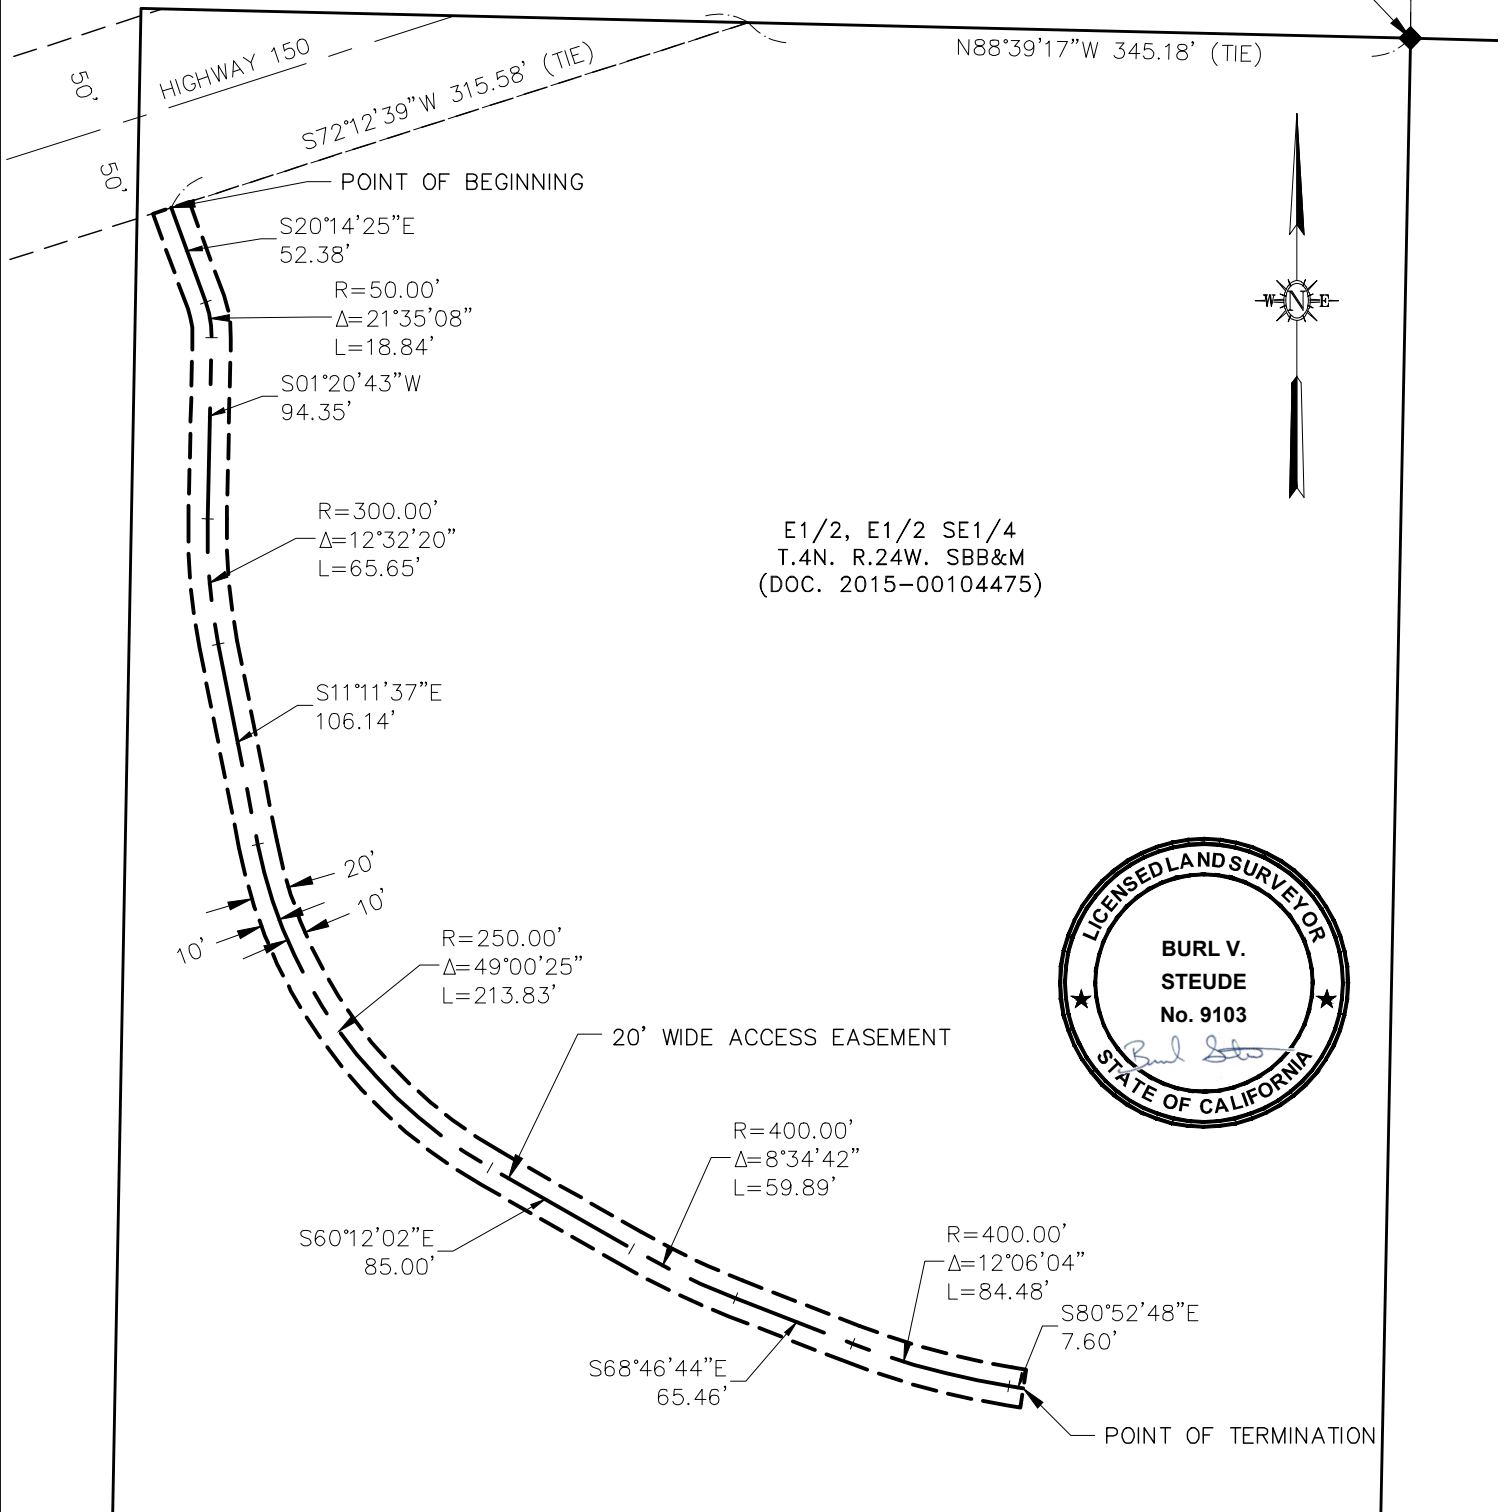 N88°39'17"W 345.18' (TIE)
HIGHWAY 150
50'
50'
S72°12'39"W 315.58' (TIE)
POINT OF BEGINNING
S20°14'25"E
52.38'
R=50.00'
Δ=21°35'08"
L=18.84'
S01°20'43"W
94.35'
W N E
R=300.00'
Δ=12°32'20"
L=65.65'
E1/2, E1/2 SE1/4
T.4N. R.24W. SBB&M
(DOC. 2015-00104475)
S11°11'37"E
106.14'
20'
10'
10'
R=250.00'
Δ=49°00'25"
L=213.83'
LICENSED LAND SURVEYOR
BURL V.
STEUDE
No. 9103
STATE OF CALIFORNIA
20' WIDE ACCESS EASEMENT
R=400.00'
Δ=8°34'42"
L=59.89'
S60°12'02"E
85.00'
R=400.00'
Δ=12°06'04"
L=84.48'
S80°52'48"E
7.60'
S68°46'44"E
65.46'
POINT OF TERMINATION